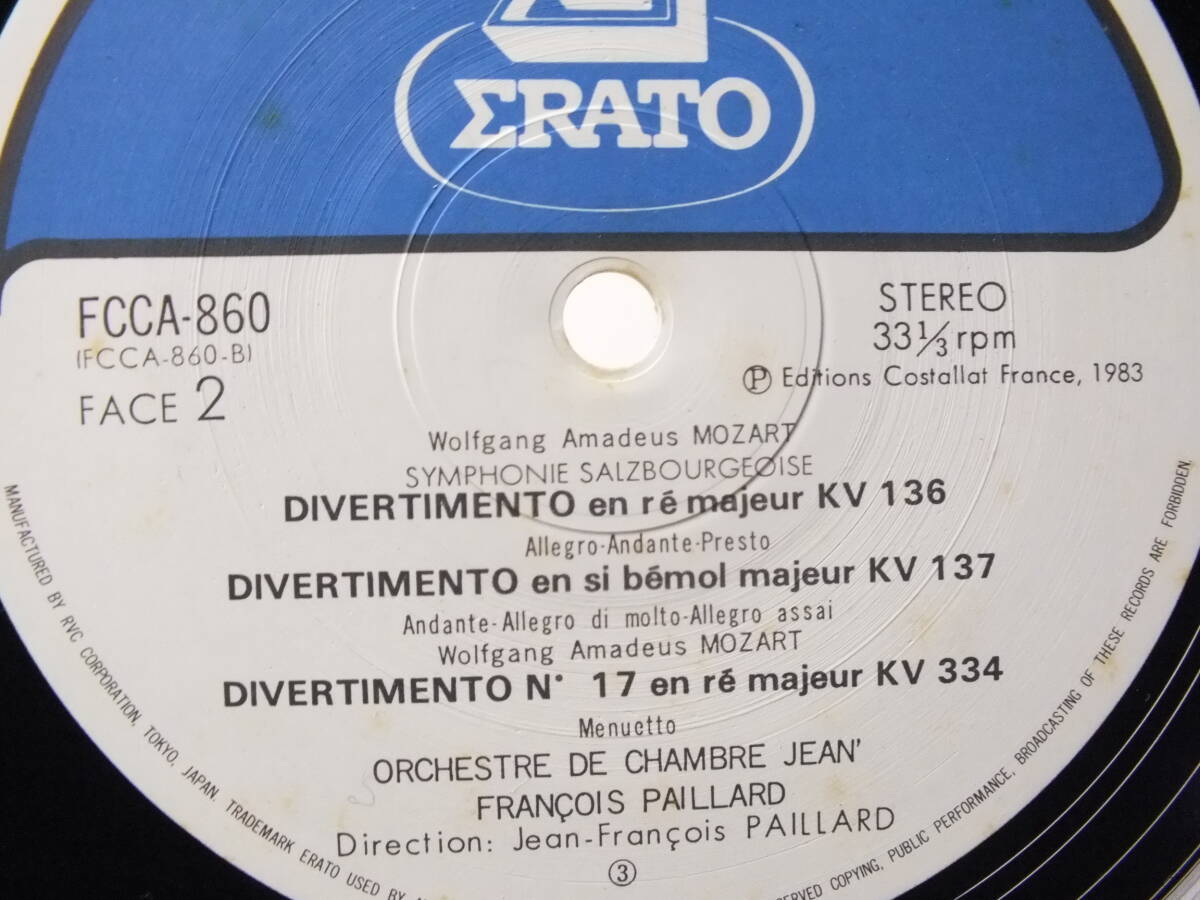 ΣRATO
FCCA-860
(FCCA-860-B)
FACE 2
STEREO
33⅓ rpm
Ⓟ Editions Costallat France, 1983
Wolfgang Amadeus MOZART
SYMPHONIE SALZBOURGEOISE
DIVERTIMENTO en ré majeur KV 136
Allegro-Andante-Presto
DIVERTIMENTO en si bémol majeur KV 137
Andante-Allegro di molto-Allegro assai
Wolfgang Amadeus MOZART
DIVERTIMENTO N° 17 en ré majeur KV 334
Menuetto
ORCHESTRE DE CHAMBRE JEAN'
FRANÇOIS PAILLARD
Direction: Jean-François PAILLARD
③
MANUFACTURED BY RVC CORPORATION, TOKYO, JAPAN. TRADEMARK ERATO USED BY
COPYING, PUBLIC PERFORMANCE, BROADCASTING OF THESE RECORDS ARE FORBIDDEN.